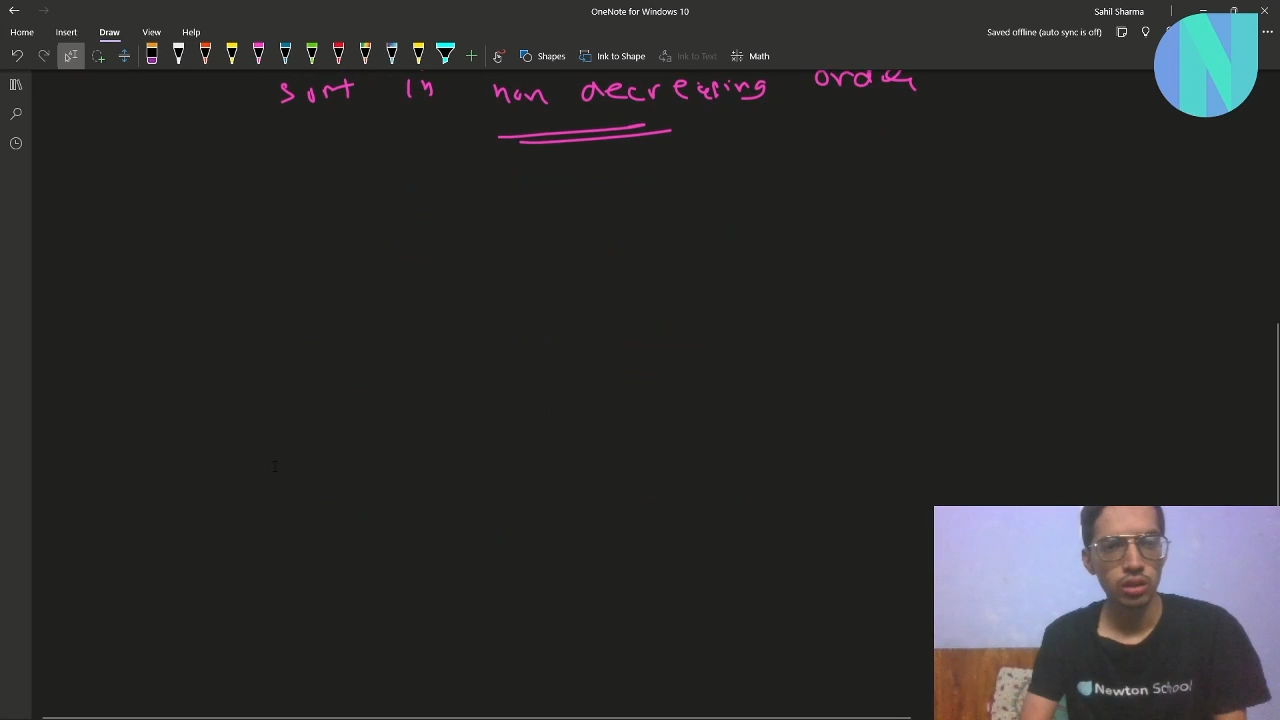 OneNote for Windows 10
Sahil Sharma
Home Insert Draw View Help
Saved offline (auto sync is off)
Shapes Ink to Shape Ink to Text Math
sort in non decreasing order
Newton School